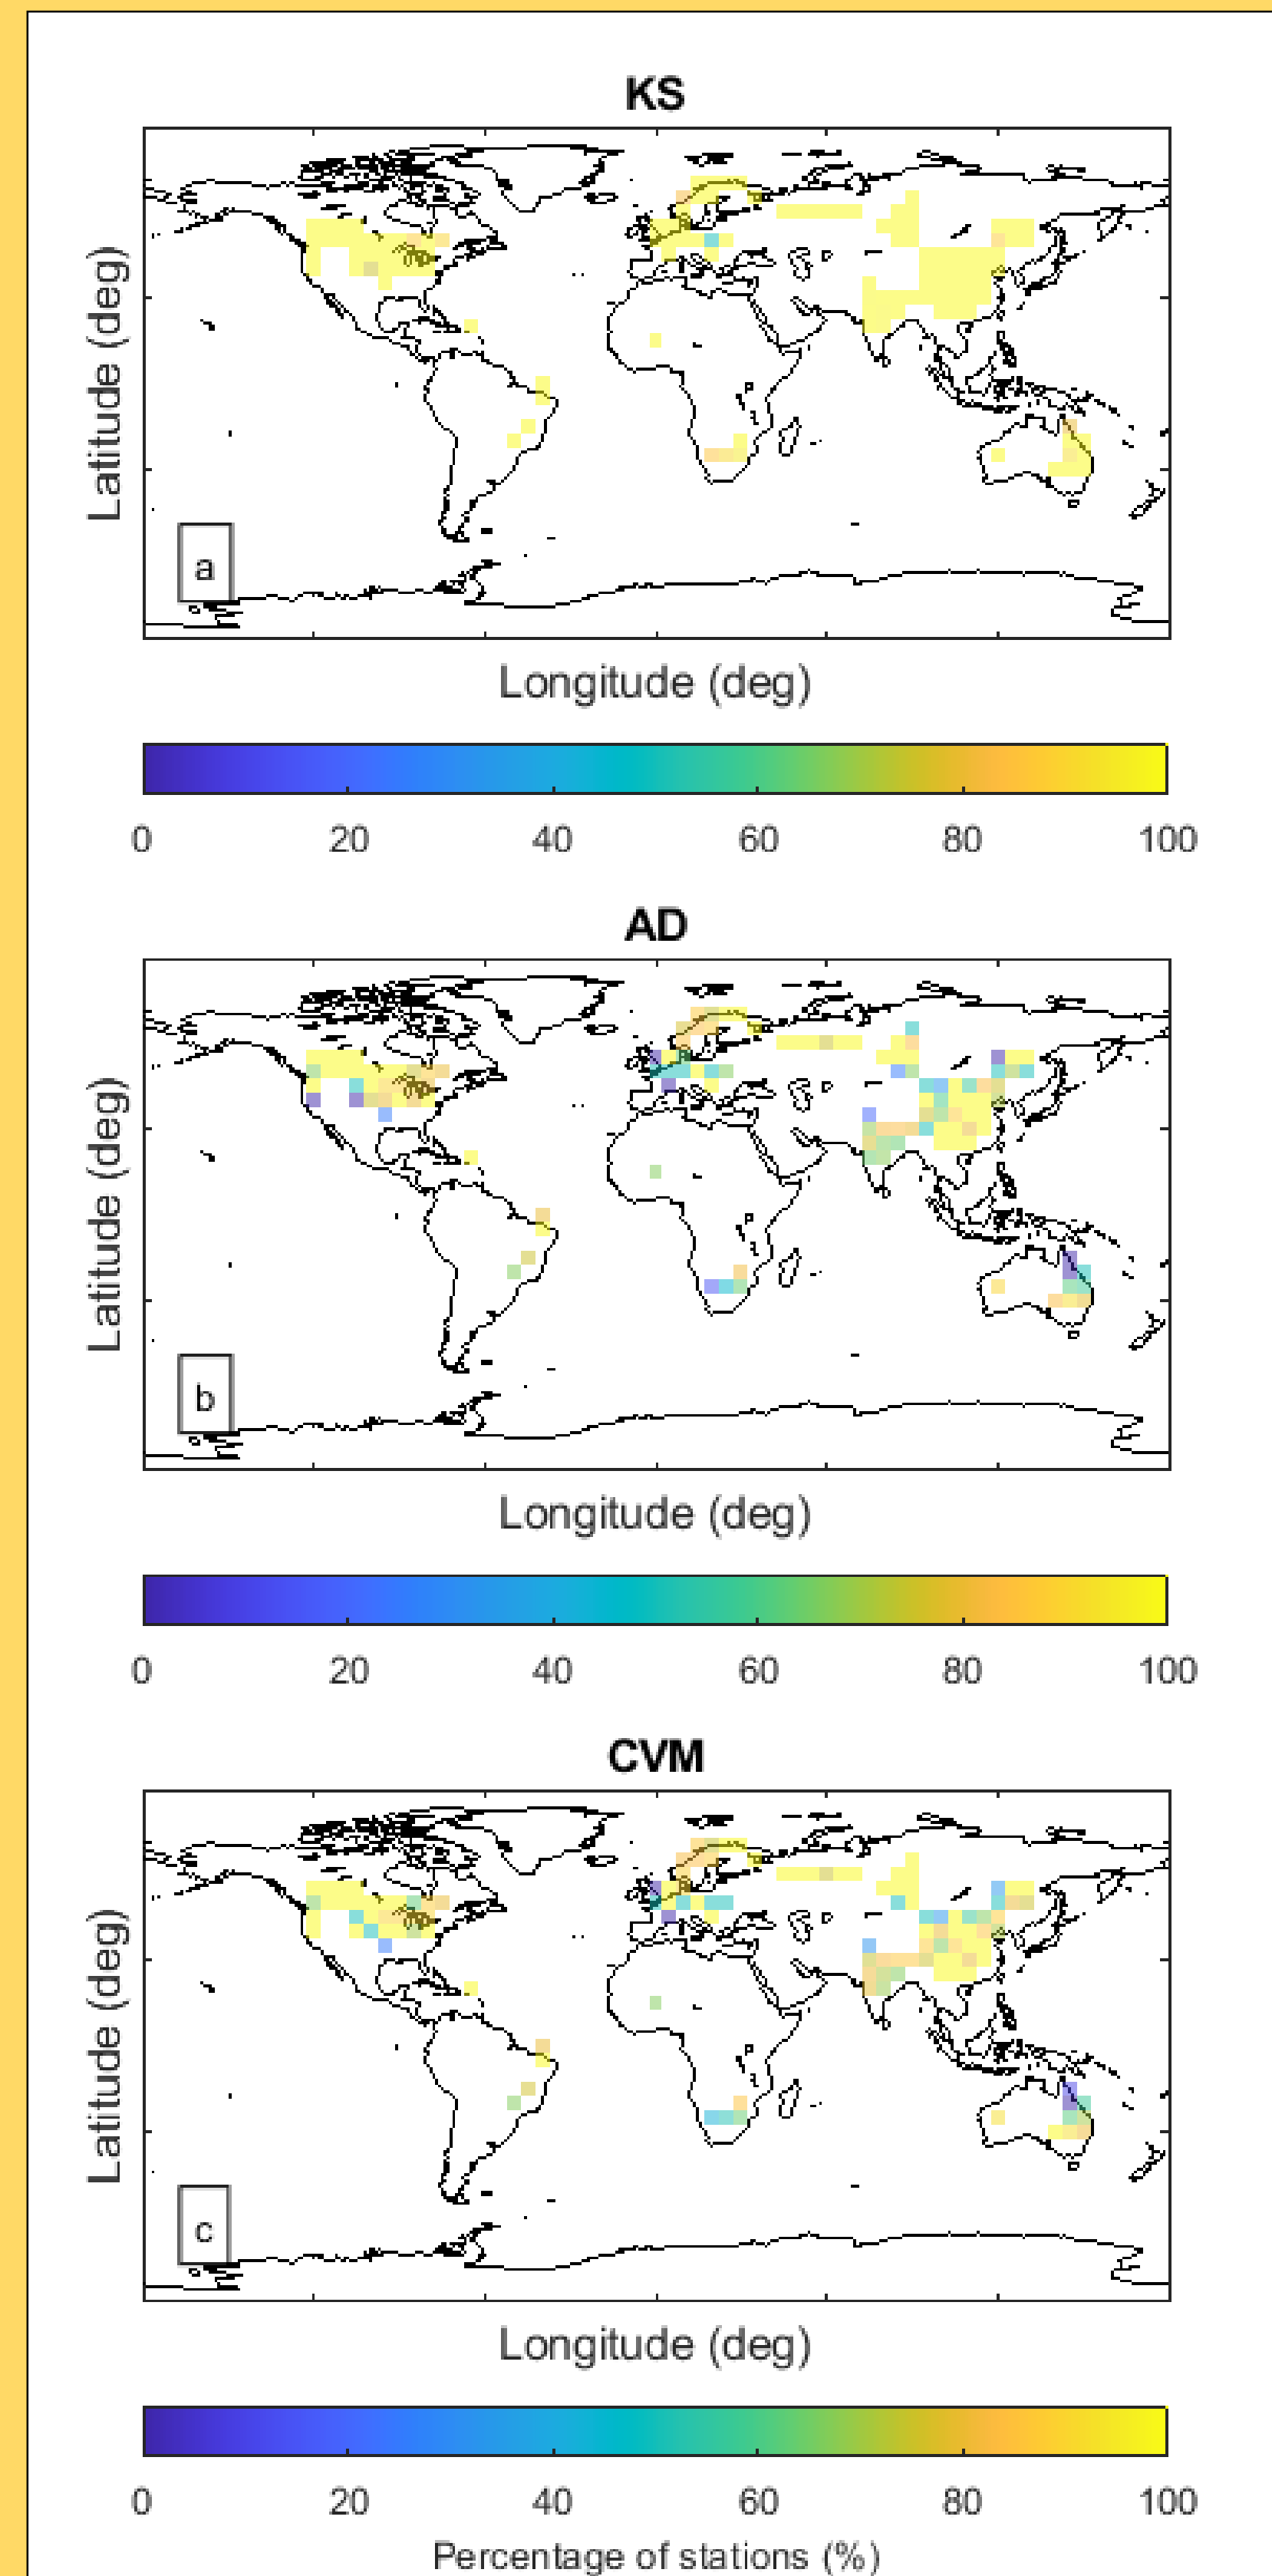 KS
Latitude (deg)
a
Longitude (deg)
0 20 40 60 80 100
AD
Latitude (deg)
b
Longitude (deg)
0 20 40 60 80 100
CVM
Latitude (deg)
c
Longitude (deg)
0 20 40 60 80 100
Percentage of stations (%)